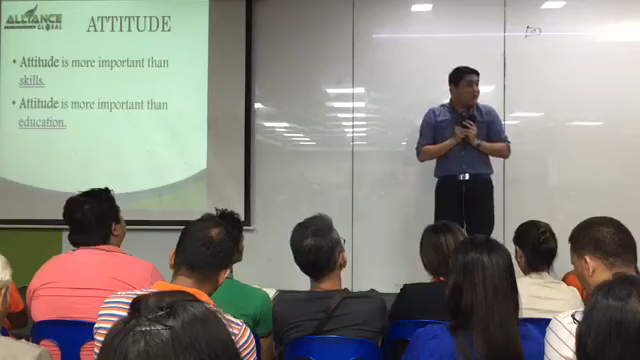 ALLIANCE
GLOBAL
ATTITUDE
• Attitude is more important than
skills.
• Attitude is more important than
education.